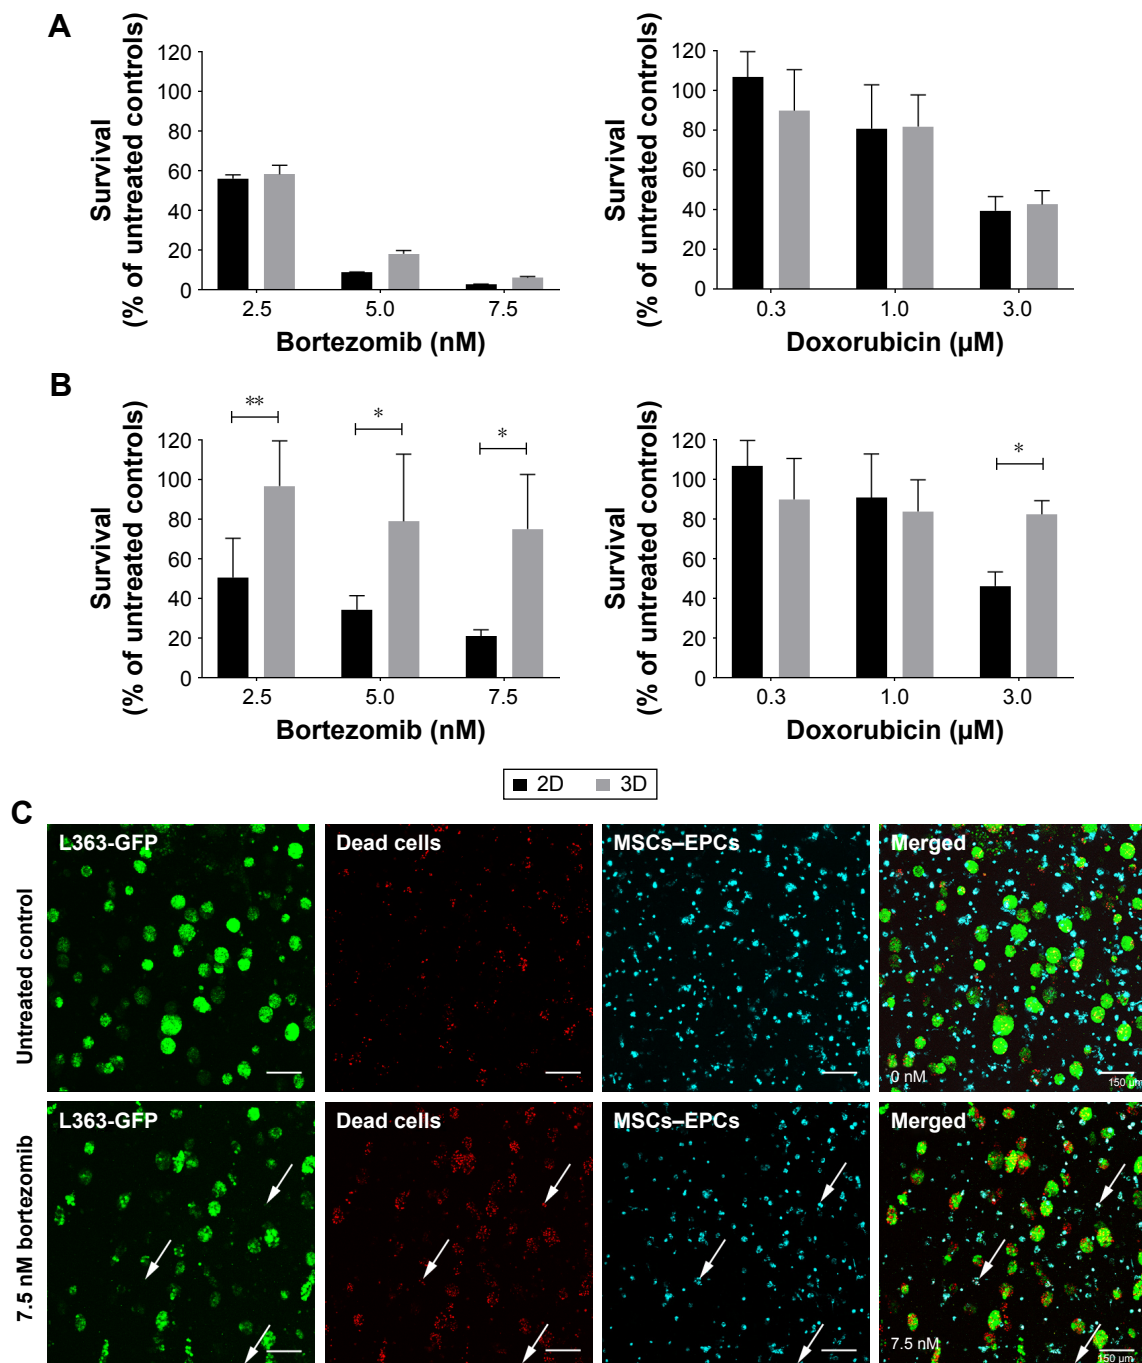 A
Survival
(% of untreated controls)
120
100
80
60
40
20
0
2.5
5.0
7.5
Bortezomib (nM)
Survival
(% of untreated controls)
120
100
80
60
40
20
0
0.3
1.0
3.0
Doxorubicin (µM)
B
Survival
(% of untreated controls)
120
100
80
60
40
20
0
**
*
*
2.5
5.0
7.5
Bortezomib (nM)
Survival
(% of untreated controls)
120
100
80
60
40
20
0
*
0.3
1.0
3.0
Doxorubicin (µM)
2D
3D
C
Untreated control
L363-GFP
Dead cells
MSCs–EPCs
Merged
0 nM
150 µm
7.5 nM bortezomib
L363-GFP
Dead cells
MSCs–EPCs
Merged
7.5 nM
150 µm